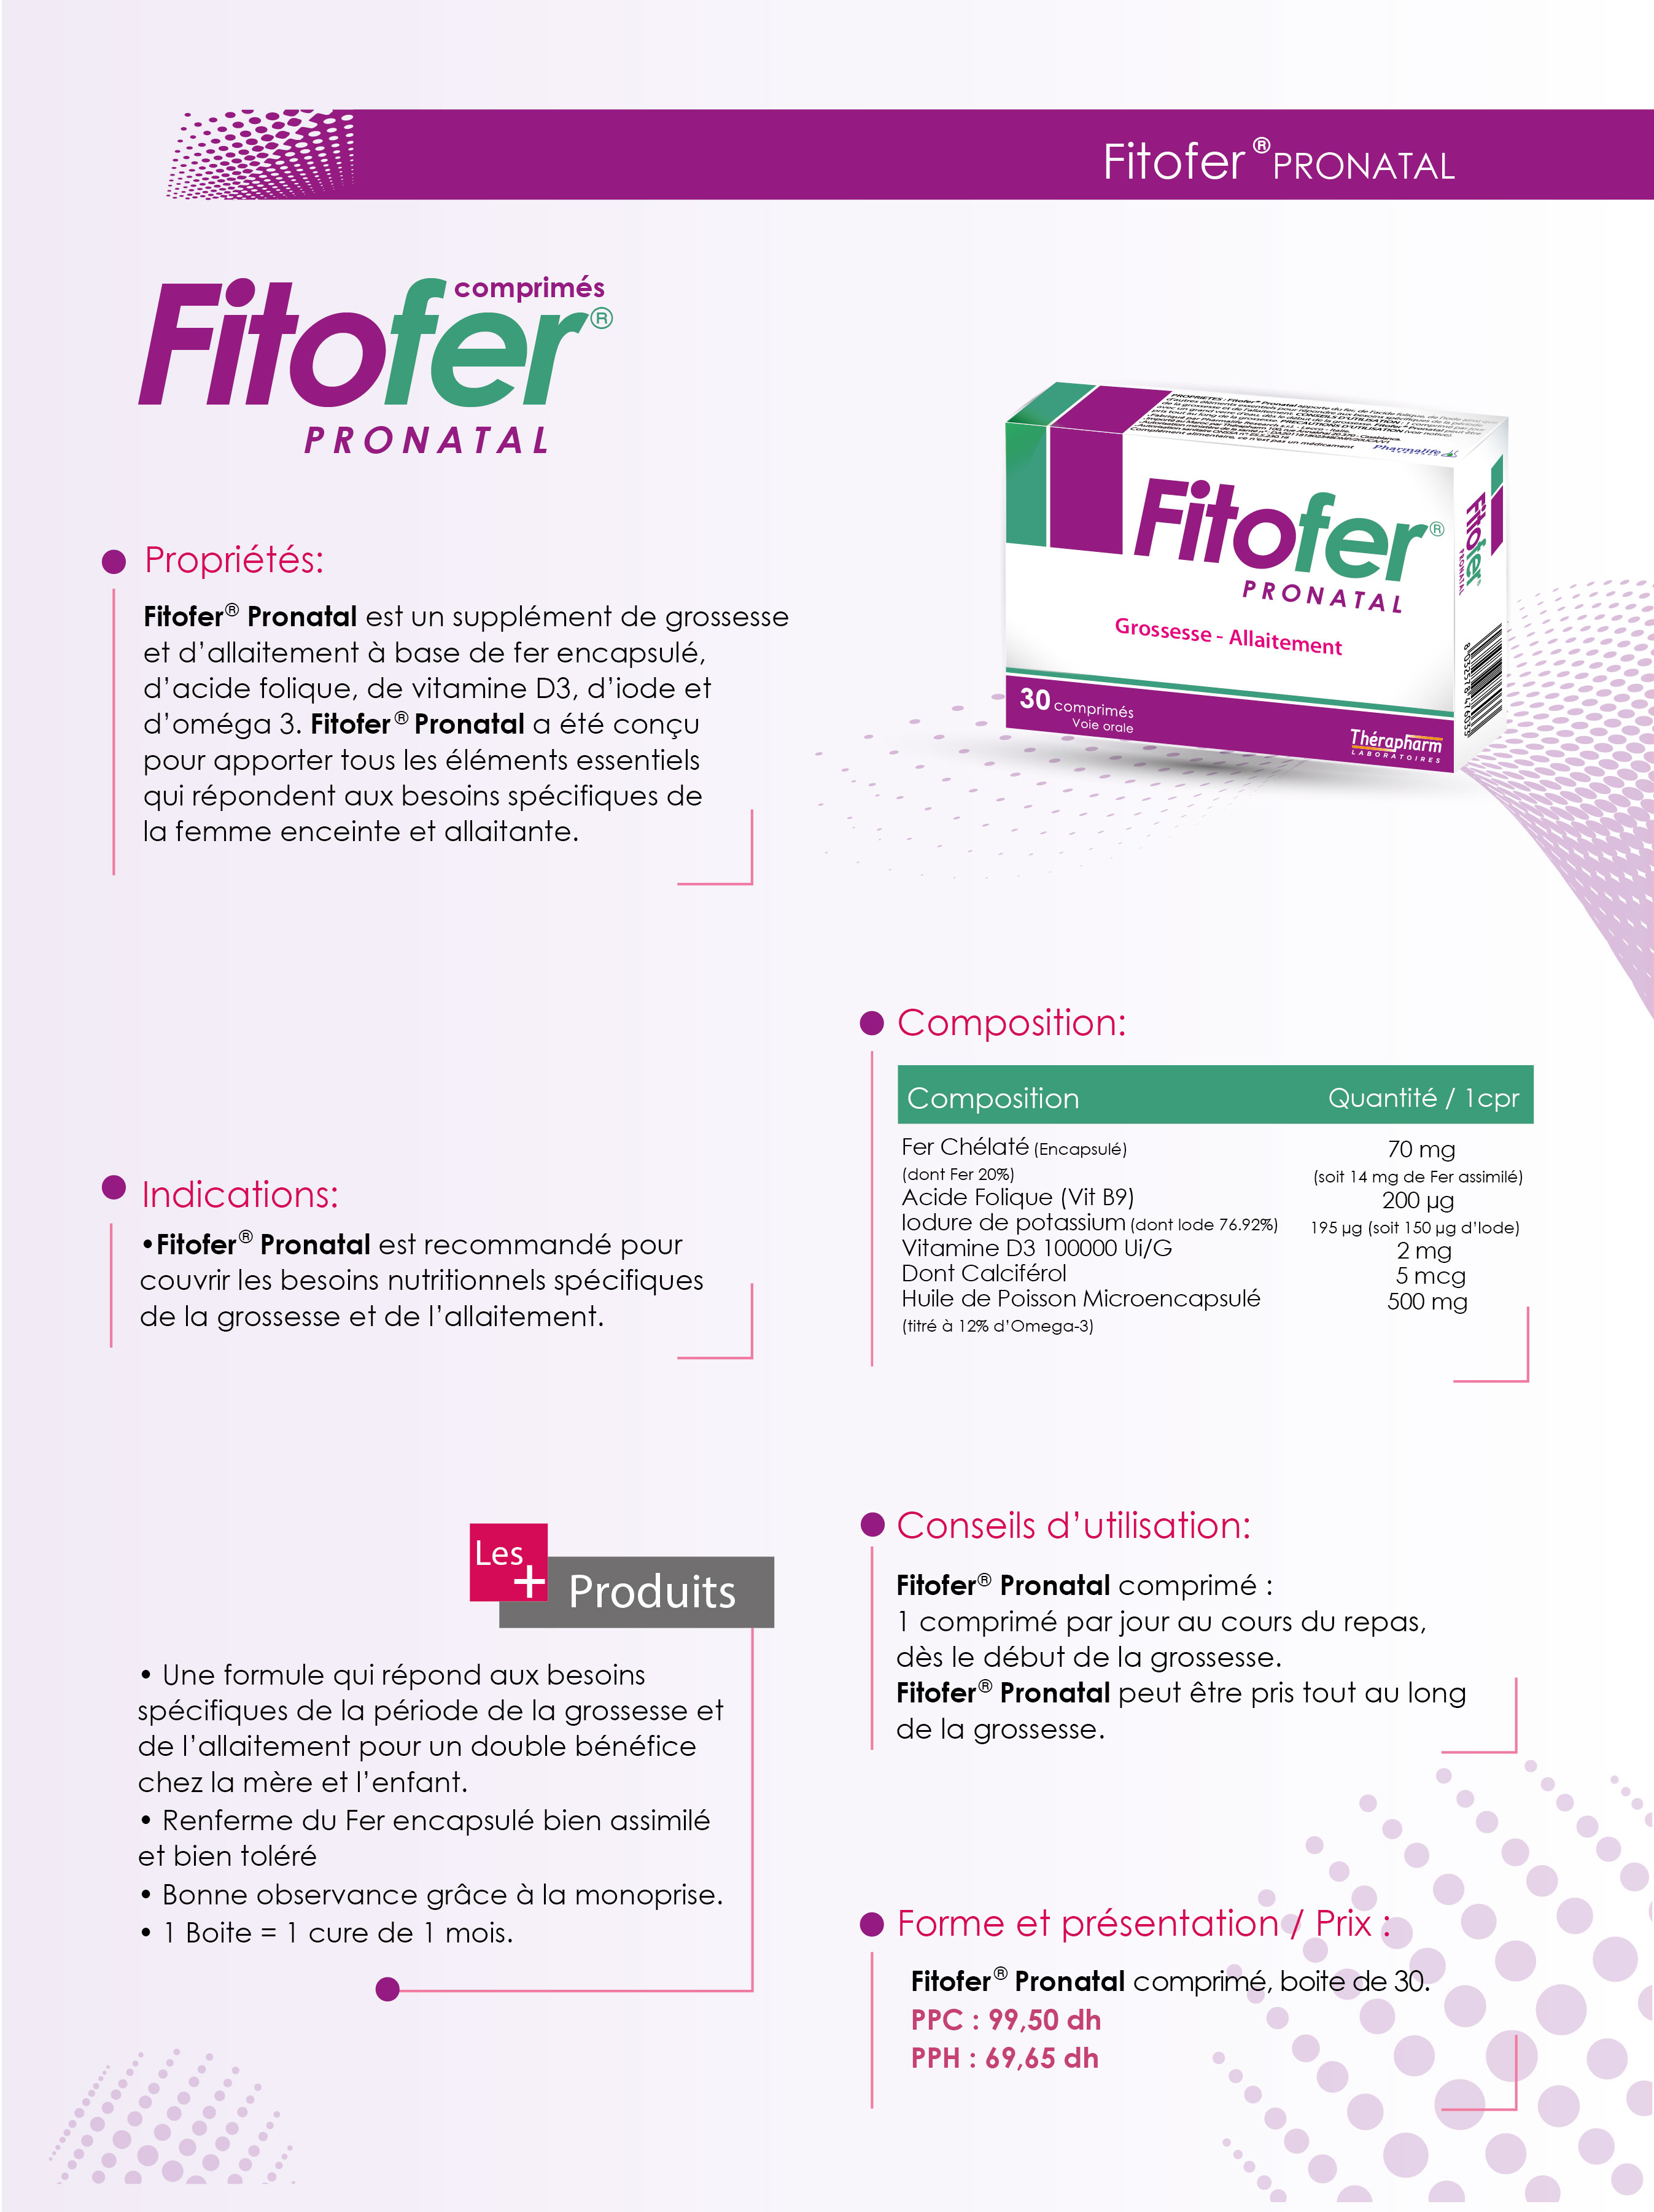 Fitofer ® PRONATAL
Fitofer®
comprimés
PRONATAL
Propriétés:
Fitofer® Pronatal est un supplément de grossesse
et d’allaitement à base de fer encapsulé,
d’acide folique, de vitamine D3, d’iode et
d’oméga 3. Fitofer ® Pronatal a été conçu
pour apporter tous les éléments essentiels
qui répondent aux besoins spécifiques de
la femme enceinte et allaitante.
Pharmalife
Fitofer®
PRONATAL
Grossesse - Allaitement
30 comprimés
Voie orale
Thérapharm
LABORATOIRES
Fitofer
PRONATAL
Indications:
•Fitofer® Pronatal est recommandé pour
couvrir les besoins nutritionnels spécifiques
de la grossesse et de l’allaitement.
Composition:
Composition Quantité / 1cpr
Fer Chélaté (Encapsulé) 70 mg
(dont Fer 20%) (soit 14 mg de Fer assimilé)
Acide Folique (Vit B9) 200 µg
Iodure de potassium (dont Iode 76.92%) 195 µg (soit 150 µg d’Iode)
Vitamine D3 100000 Ui/G 2 mg
Dont Calciférol 5 mcg
Huile de Poisson Microencapsulé 500 mg
(titré à 12% d’Omega-3)
Les +
Produits
• Une formule qui répond aux besoins
spécifiques de la période de la grossesse et
de l’allaitement pour un double bénéfice
chez la mère et l’enfant.
• Renferme du Fer encapsulé bien assimilé
et bien toléré
• Bonne observance grâce à la monoprise.
• 1 Boite = 1 cure de 1 mois.
Conseils d’utilisation:
Fitofer® Pronatal comprimé :
1 comprimé par jour au cours du repas,
dès le début de la grossesse.
Fitofer® Pronatal peut être pris tout au long
de la grossesse.
Forme et présentation / Prix :
Fitofer® Pronatal comprimé, boite de 30.
PPC : 99,50 dh
PPH : 69,65 dh